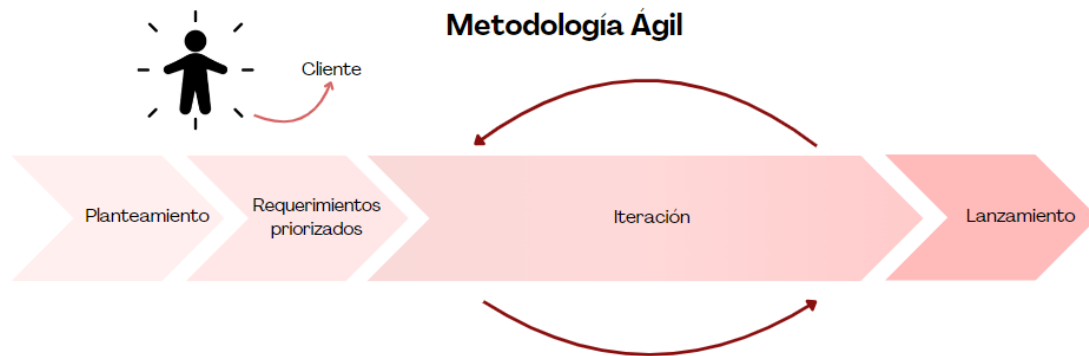 Metodología Ágil
Cliente
Planteamiento
Requerimientos
priorizados
Iteración
Lanzamiento